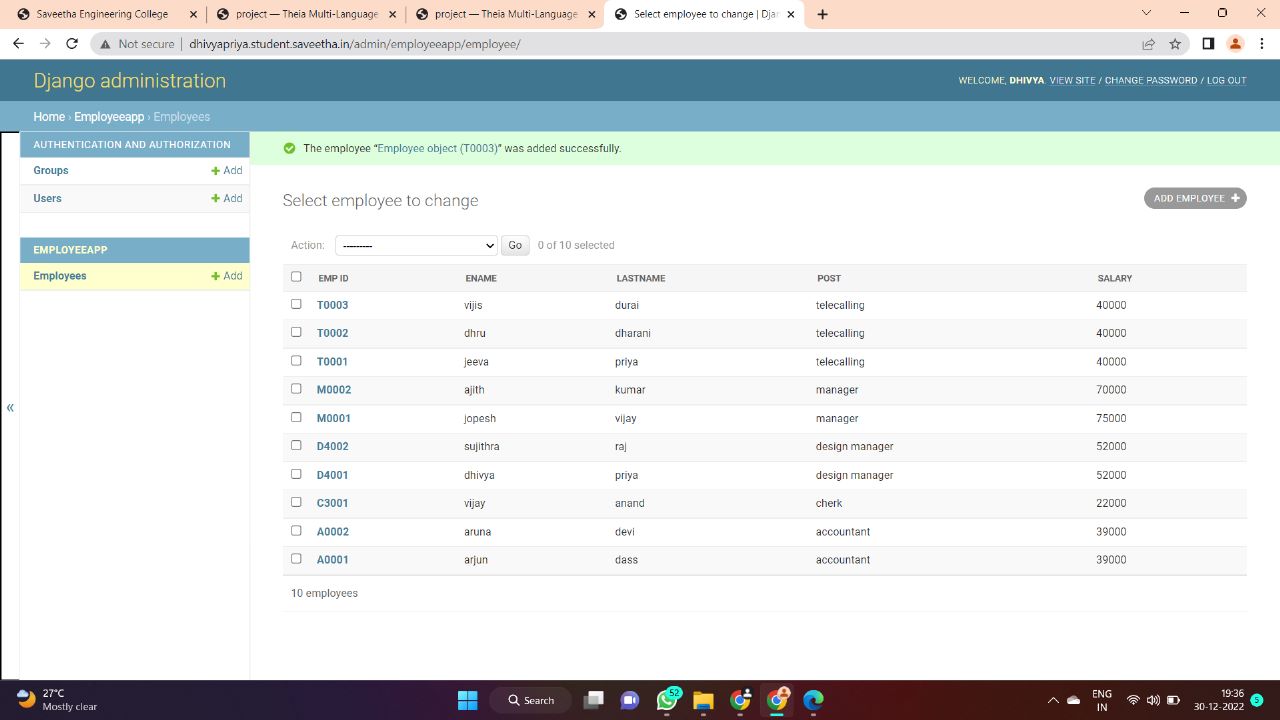 Saveetha Engineering College
project — Theia Multi-Language
project — Theia Multi-Language
Select employee to change | Djan
Not secure | dhivyapriya.student.saveetha.in/admin/employeeapp/employee/
Django administration
WELCOME, DHIVYA. VIEW SITE / CHANGE PASSWORD / LOG OUT
Home › Employeeapp › Employees
AUTHENTICATION AND AUTHORIZATION
Groups + Add
Users + Add
EMPLOYEEAPP
Employees + Add
«
The employee “Employee object (T0003)” was added successfully.
Select employee to change
ADD EMPLOYEE +
Action: --------- Go 0 of 10 selected
EMP ID ENAME LASTNAME POST SALARY
T0003 vijis durai telecalling 40000
T0002 dhru dharani telecalling 40000
T0001 jeeva priya telecalling 40000
M0002 ajith kumar manager 70000
M0001 jopesh vijay manager 75000
D4002 sujithra raj design manager 52000
D4001 dhivya priya design manager 52000
C3001 vijay anand cherk 22000
A0002 aruna devi accountant 39000
A0001 arjun dass accountant 39000
10 employees
27°C
Mostly clear
Search
52
ENG
IN
19:36
30-12-2022
5